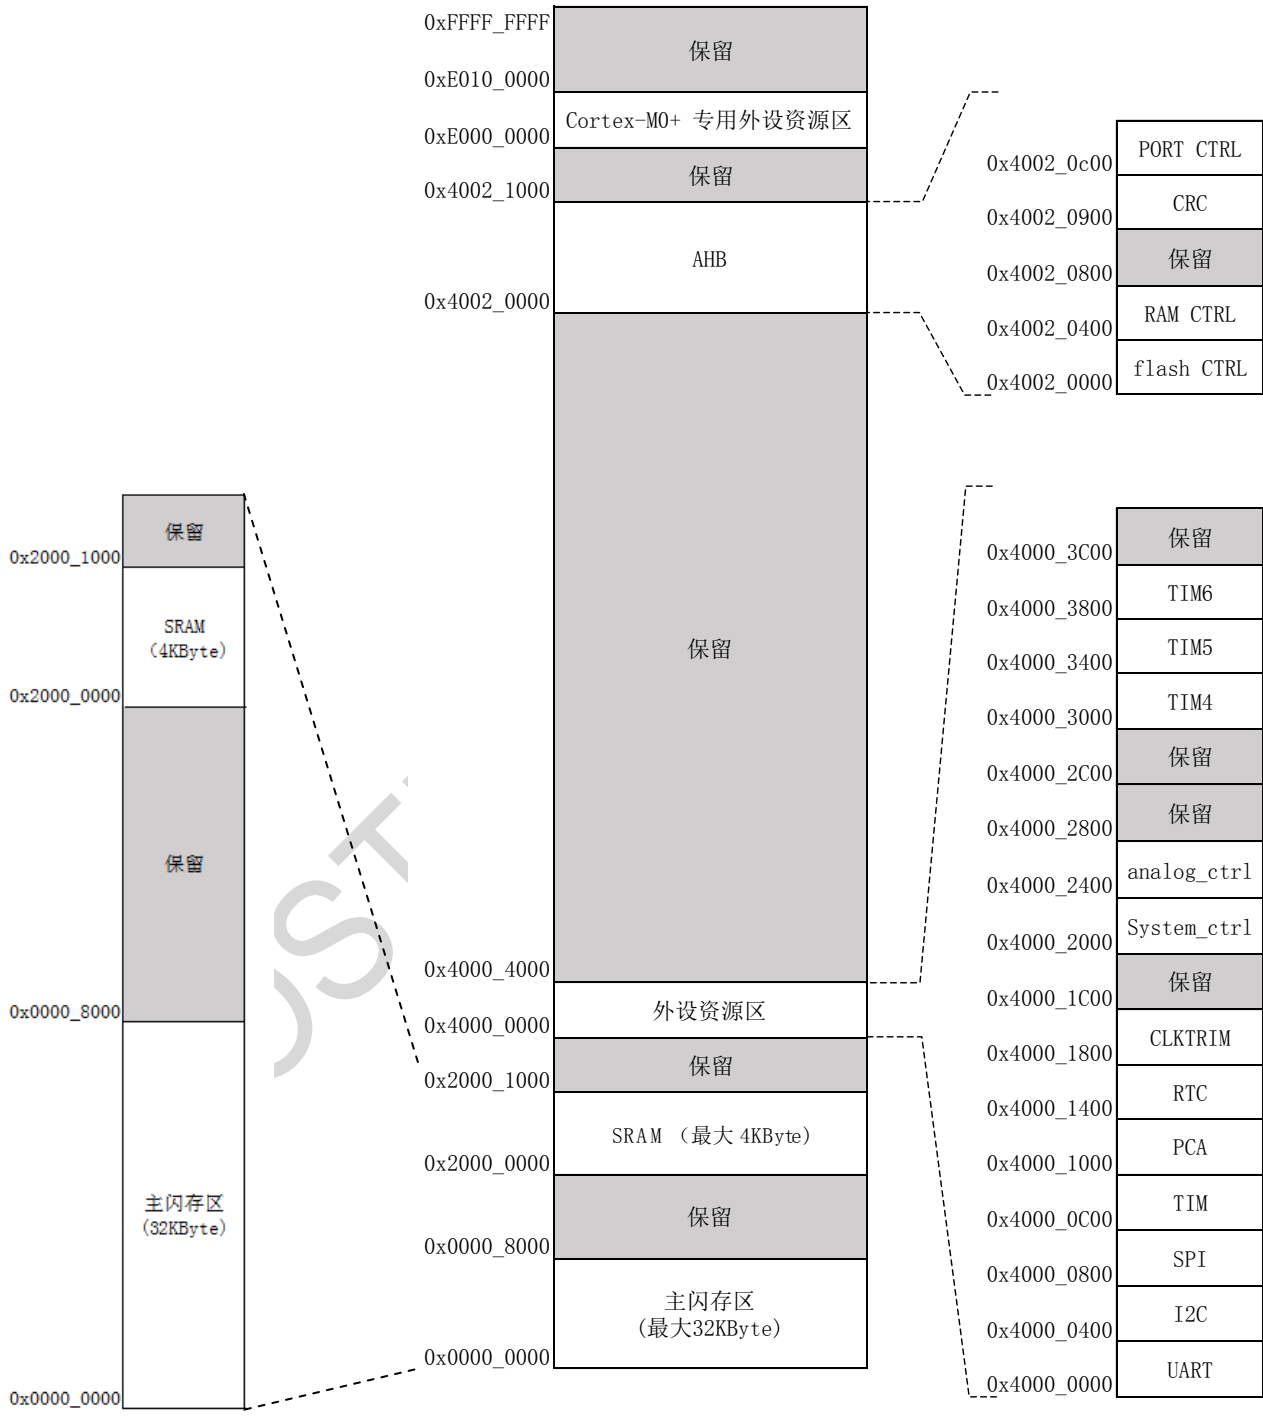 0xFFFF_FFFF
保留
0xE010_0000
Cortex-M0+ 专用外设资源区
0xE000_0000
保留
0x4002_1000
AHB
0x4002_0000
保留
0x4000_4000
外设资源区
0x4000_0000
保留
0x2000_1000
SRAM （最大 4KByte）
0x2000_0000
保留
0x0000_8000
主闪存区
(最大32KByte)
0x0000_0000
PORT CTRL
0x4002_0c00
CRC
0x4002_0900
保留
0x4002_0800
RAM CTRL
0x4002_0400
flash CTRL
0x4002_0000
保留
0x4000_3C00
TIM6
0x4000_3800
TIM5
0x4000_3400
TIM4
0x4000_3000
保留
0x4000_2C00
保留
0x4000_2800
analog_ctrl
0x4000_2400
System_ctrl
0x4000_2000
保留
0x4000_1C00
CLKTRIM
0x4000_1800
RTC
0x4000_1400
PCA
0x4000_1000
TIM
0x4000_0C00
SPI
0x4000_0800
I2C
0x4000_0400
UART
0x4000_0000
保留
0x2000_1000
SRAM
（4KByte）
0x2000_0000
保留
0x0000_8000
主闪存区
(32KByte)
0x0000_0000